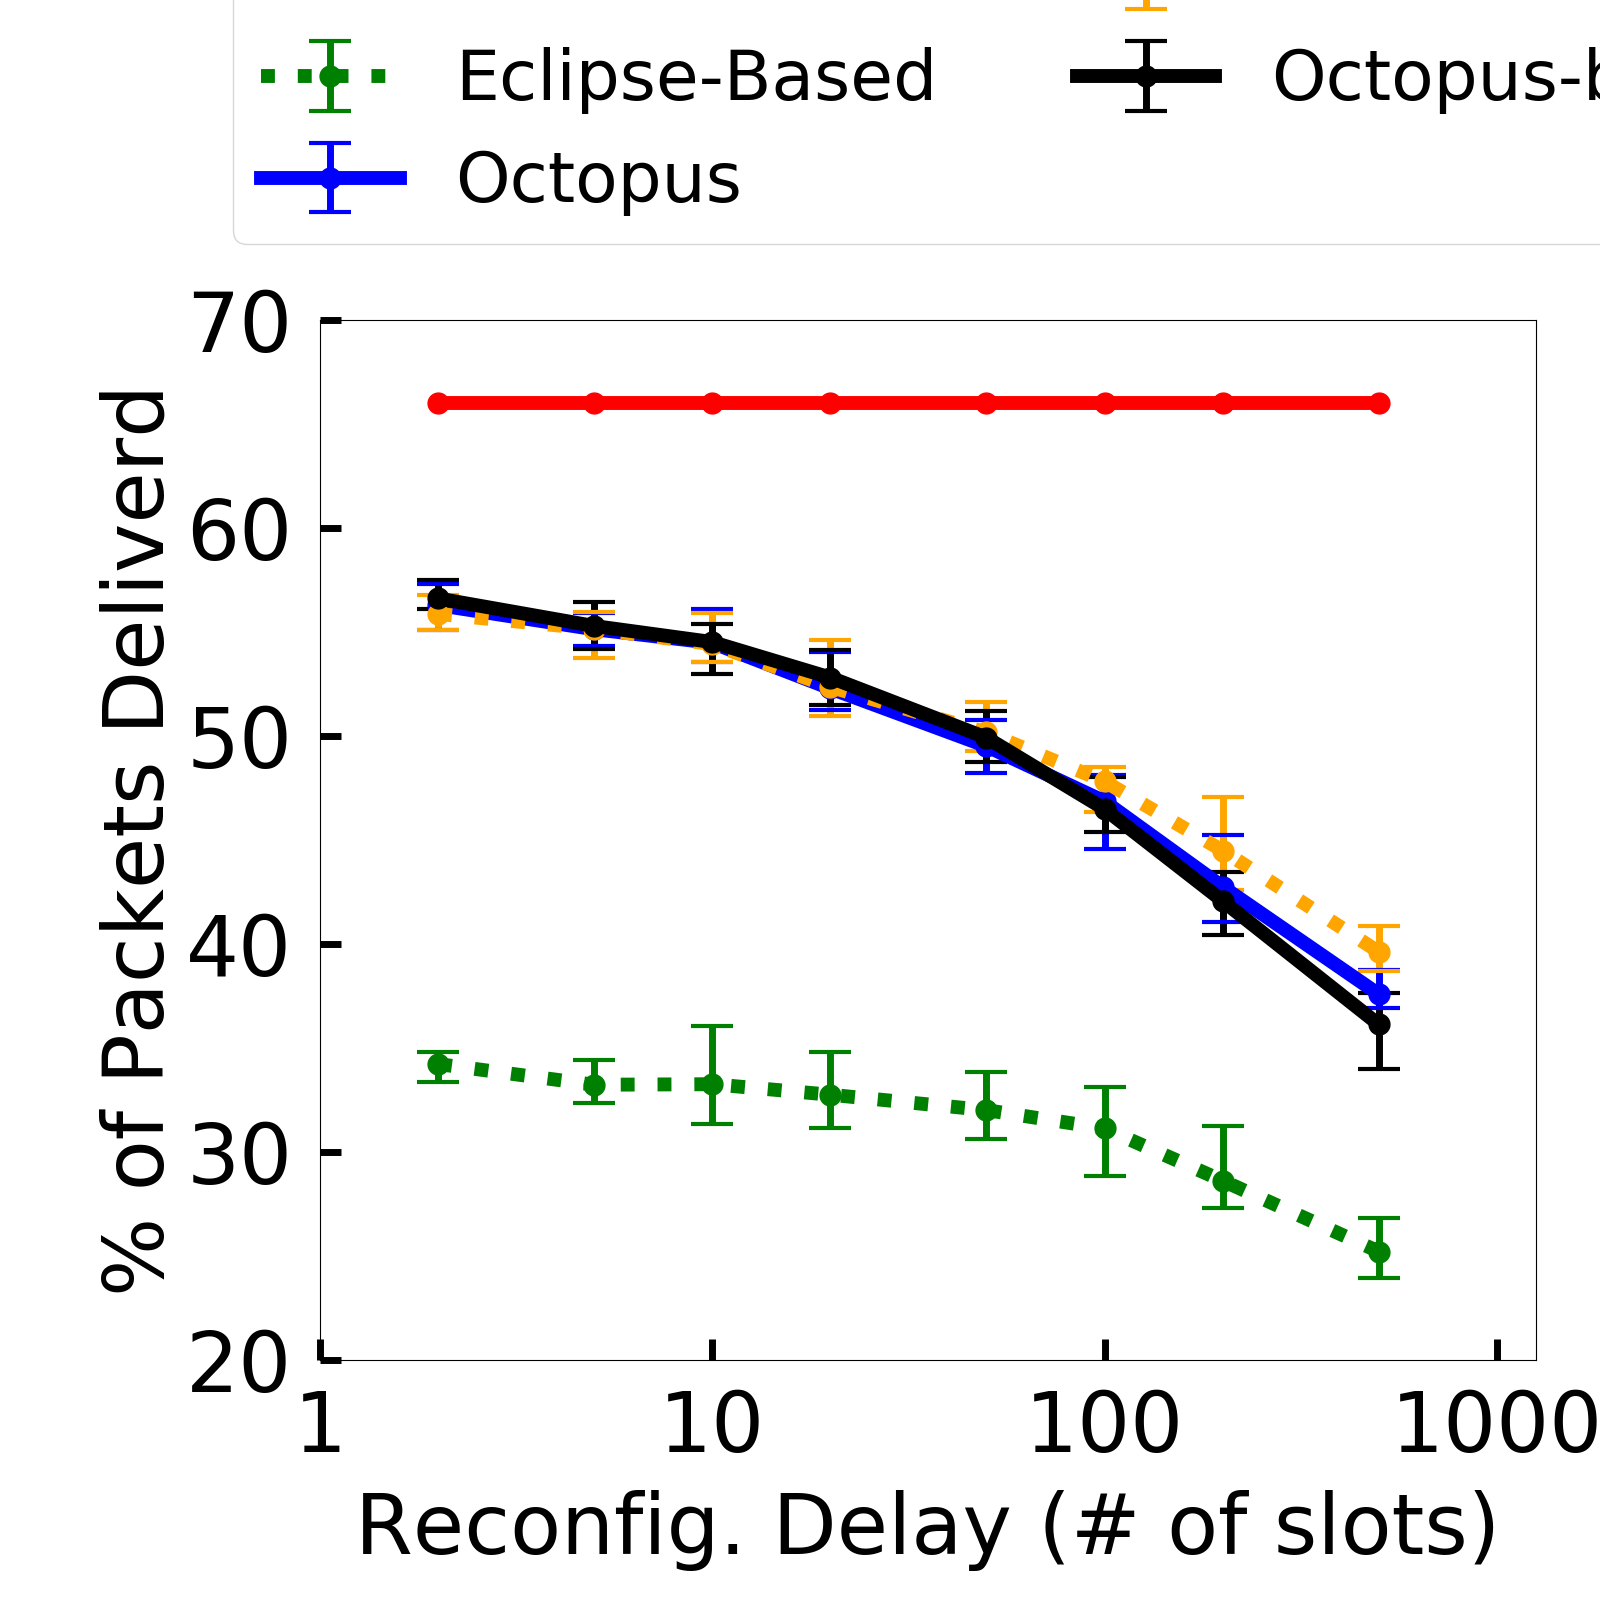 Eclipse-Based
Octopus
70
60
50
40
30
20
% of Packets Deliverd
1 10 100 1000
Reconfig. Delay (# of slots)